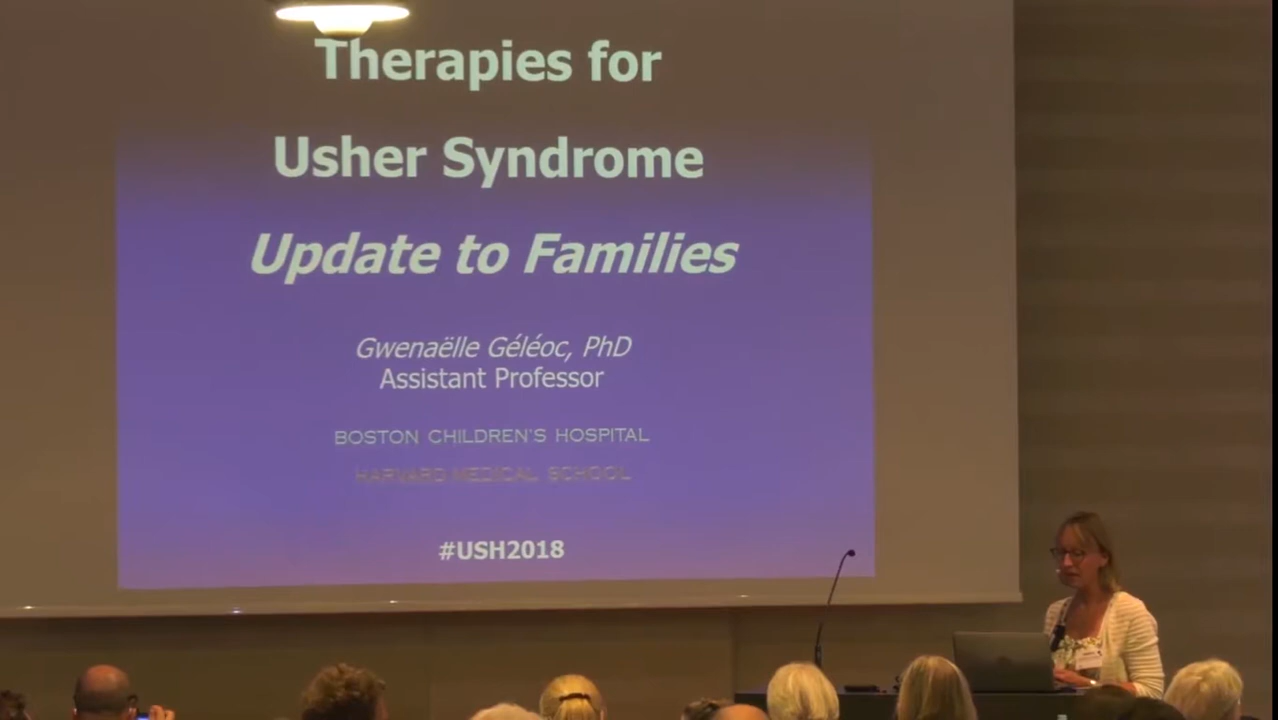 Therapies for
Usher Syndrome
Update to Families
Gwenaëlle Géléoc, PhD
Assistant Professor
BOSTON CHILDREN'S HOSPITAL
HARVARD MEDICAL SCHOOL
#USH2018